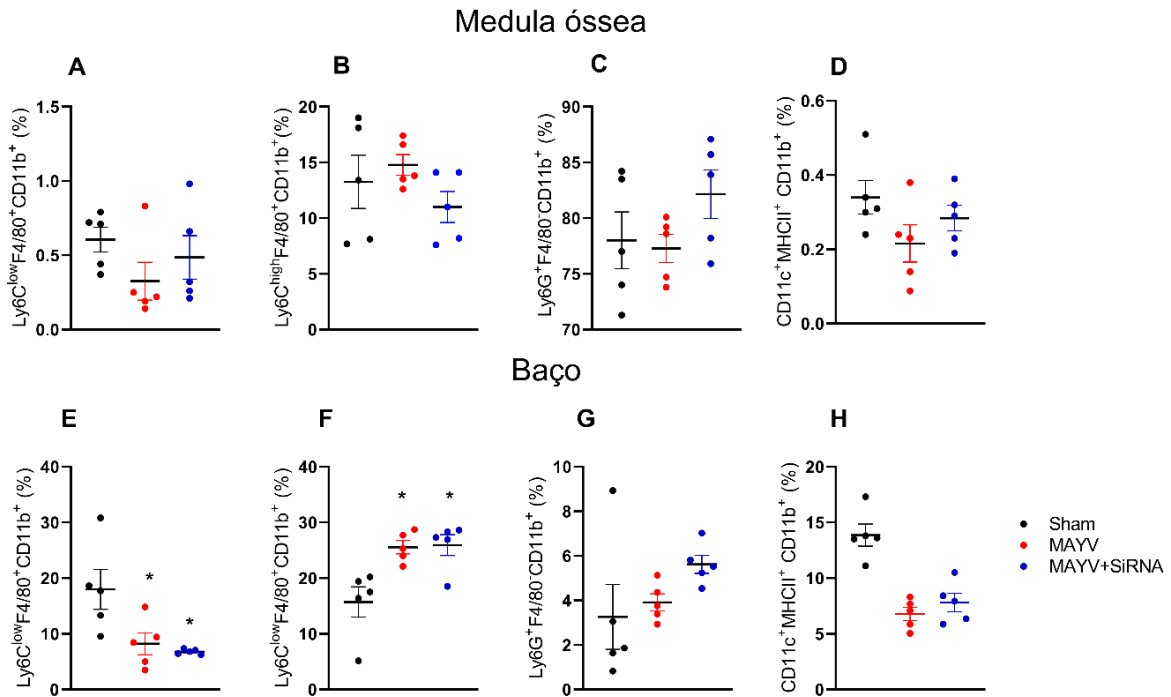 Medula óssea
A
B
C
D
Ly6C^low F4/80⁺CD11b⁺ (%)
1.5
1.0
0.5
0.0
Ly6C^high F4/80⁺CD11b⁺ (%)
20
15
10
5
0
Ly6G⁺F4/80⁻CD11b⁺ (%)
90
85
80
75
70
CD11c⁺MHCII⁺ CD11b⁺ (%)
0.6
0.4
0.2
0.0
Baço
E
F
G
H
Ly6C^low F4/80⁺CD11b⁺ (%)
40
30
20
10
0
*
*
Ly6C^low F4/80⁺CD11b⁺ (%)
40
30
20
10
0
* *
Ly6G⁺F4/80⁻CD11b⁺ (%)
10
8
6
4
2
0
CD11c⁺MHCII⁺ CD11b⁺ (%)
20
15
10
5
0
Sham
MAYV
MAYV+SiRNA